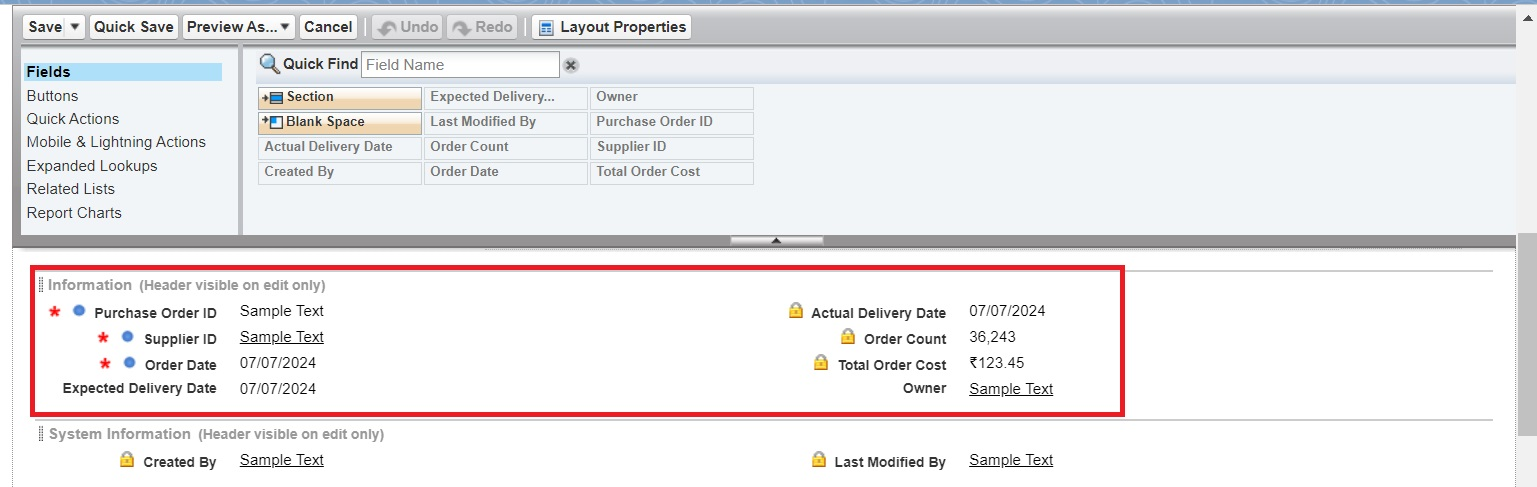 Save Quick Save Preview As... Cancel Undo Redo Layout Properties
Fields
Buttons
Quick Actions
Mobile & Lightning Actions
Expanded Lookups
Related Lists
Report Charts
Quick Find Field Name
Section Expected Delivery... Owner
Blank Space Last Modified By Purchase Order ID
Actual Delivery Date Order Count Supplier ID
Created By Order Date Total Order Cost
Information (Header visible on edit only)
* Purchase Order ID Sample Text Actual Delivery Date 07/07/2024
* Supplier ID Sample Text Order Count 36,243
* Order Date 07/07/2024 Total Order Cost ₹123.45
Expected Delivery Date 07/07/2024 Owner Sample Text
System Information (Header visible on edit only)
Created By Sample Text Last Modified By Sample Text